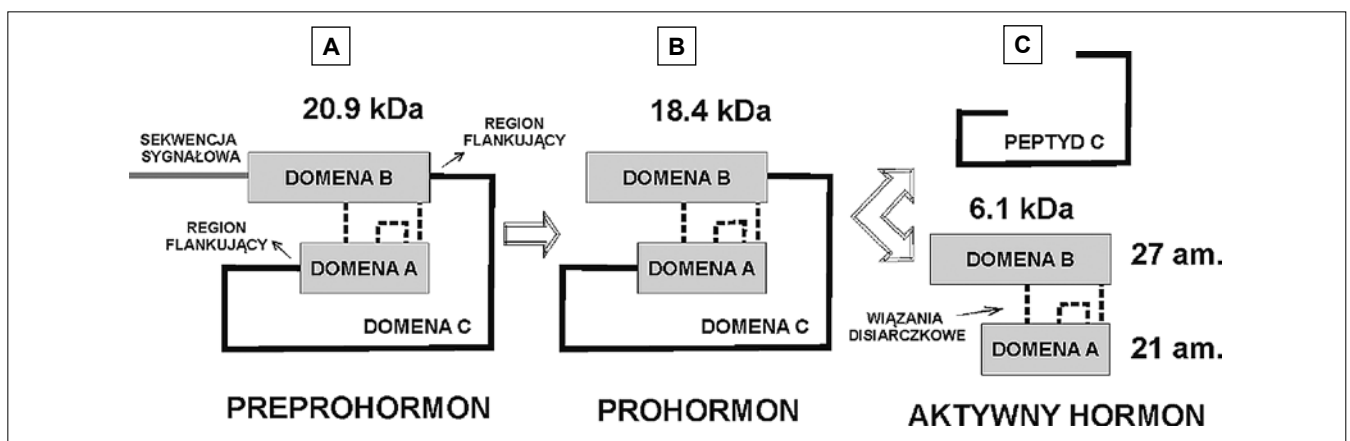 A
20.9 kDa
SEKWENCJA
SYGNAŁOWA
REGION
FLANKUJĄCY
DOMENA B
REGION
FLANKUJĄCY
DOMENA A
DOMENA C
PREPROHORMON
B
18.4 kDa
DOMENA B
DOMENA A
DOMENA C
PROHORMON
C
PEPTYD C
6.1 kDa
DOMENA B
27 am.
WIĄZANIA
DISIARCZKOWE
DOMENA A
21 am.
AKTYWNY HORMON